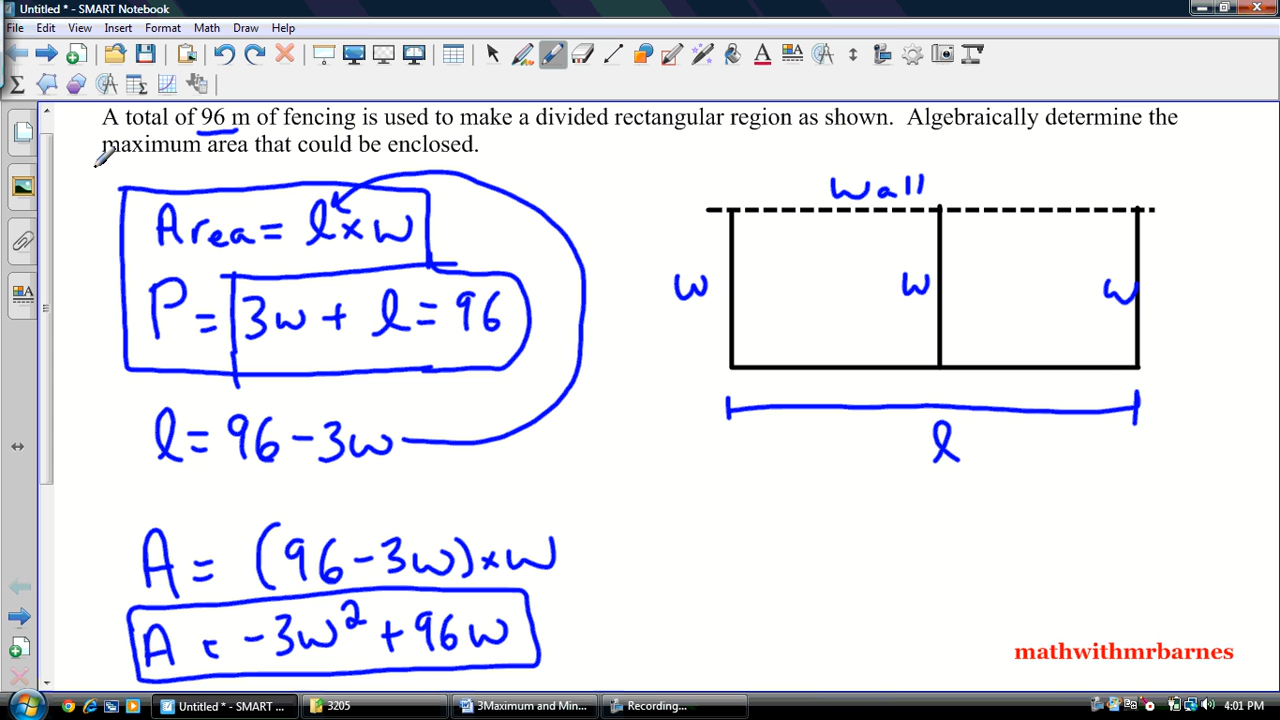 Untitled * - SMART Notebook
File Edit View Insert Format Math Draw Help
A total of 96 m of fencing is used to make a divided rectangular region as shown. Algebraically determine the
maximum area that could be enclosed.
Wall
Area = l x w
w w w
P = 3w + l = 96
l = 96 - 3w
l
A = (96 - 3w) x w
A = -3w² + 96w
mathwithmrbarnes
Untitled * - SMART ... 3205 3Maximum and Min... Recording... 4:01 PM